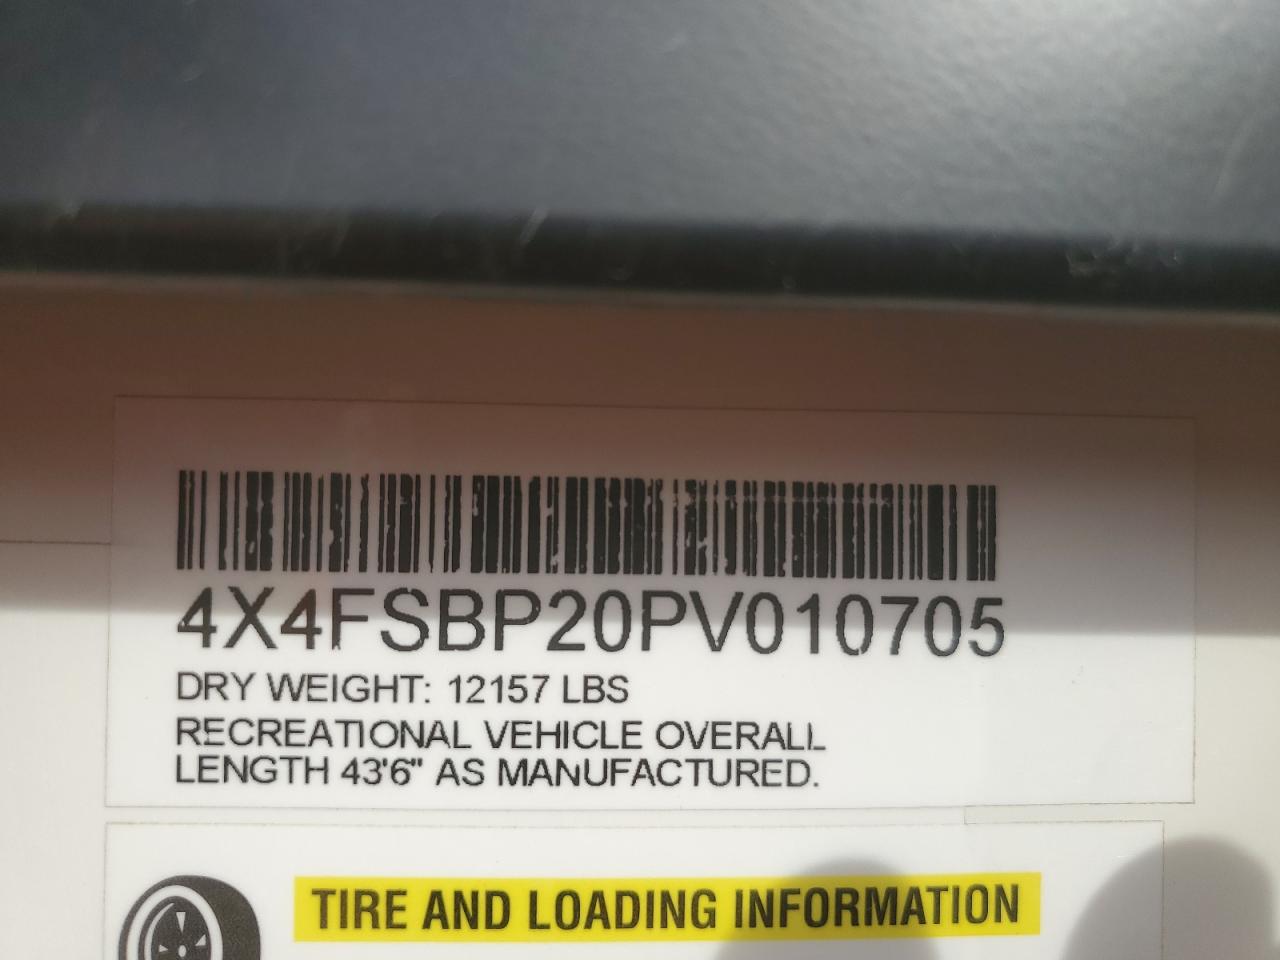 4X4FSBP20PV010705
DRY WEIGHT: 12157 LBS
RECREATIONAL VEHICLE OVERALL
LENGTH 43'6" AS MANUFACTURED.
TIRE AND LOADING INFORMATION